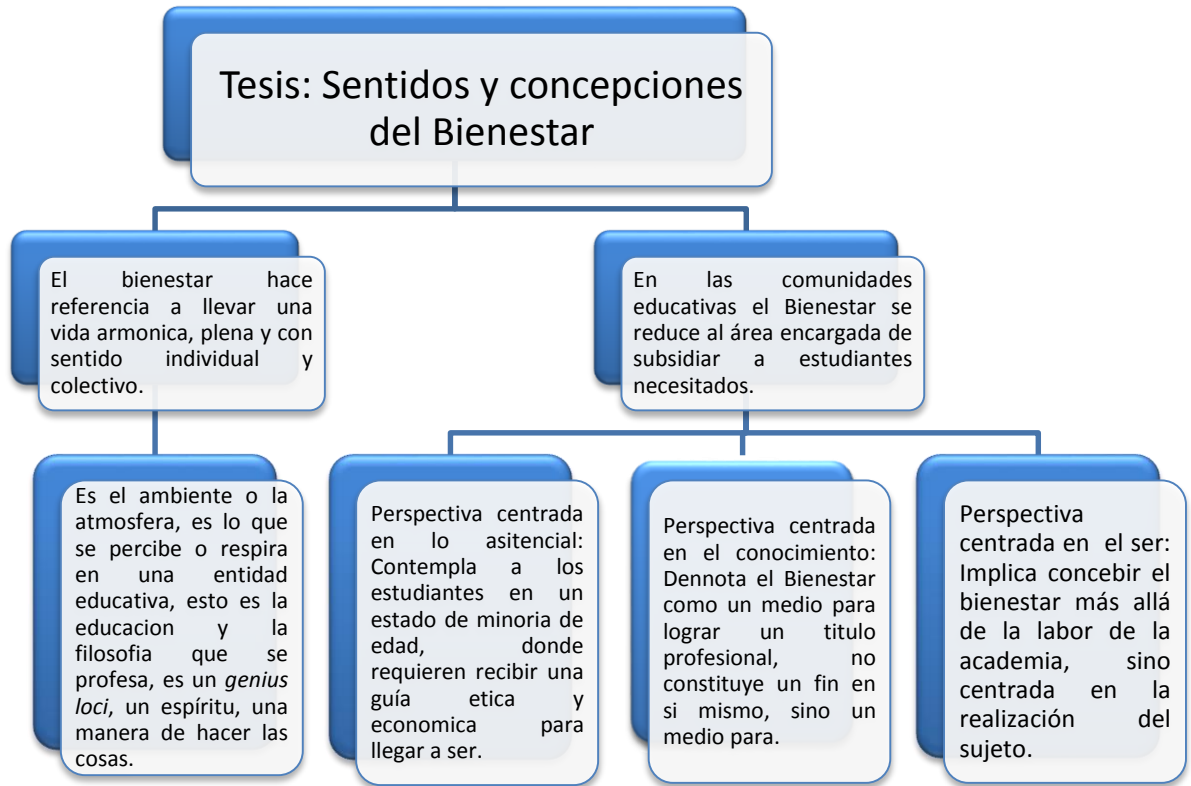 Tesis: Sentidos y concepciones
del Bienestar
El bienestar hace
referencia a llevar una
vida armonica, plena y con
sentido individual y
colectivo.
En las comunidades
educativas el Bienestar se
reduce al área encargada de
subsidiar a estudiantes
necesitados.
Es el ambiente o la
atmosfera, es lo que
se percibe o respira
en una entidad
educativa, esto es la
educacion y la
filosofia que se
profesa, es un genius
loci, un espíritu, una
manera de hacer las
cosas.
Perspectiva centrada
en lo asitencial:
Contempla a los
estudiantes en un
estado de minoria de
edad, donde
requieren recibir una
guía etica y
economica para
llegar a ser.
Perspectiva centrada
en el conocimiento:
Dennota el Bienestar
como un medio para
lograr un titulo
profesional, no
constituye un fin en
si mismo, sino un
medio para.
Perspectiva
centrada en el ser:
Implica concebir el
bienestar más allá
de la labor de la
academia, sino
centrada en la
realización del
sujeto.